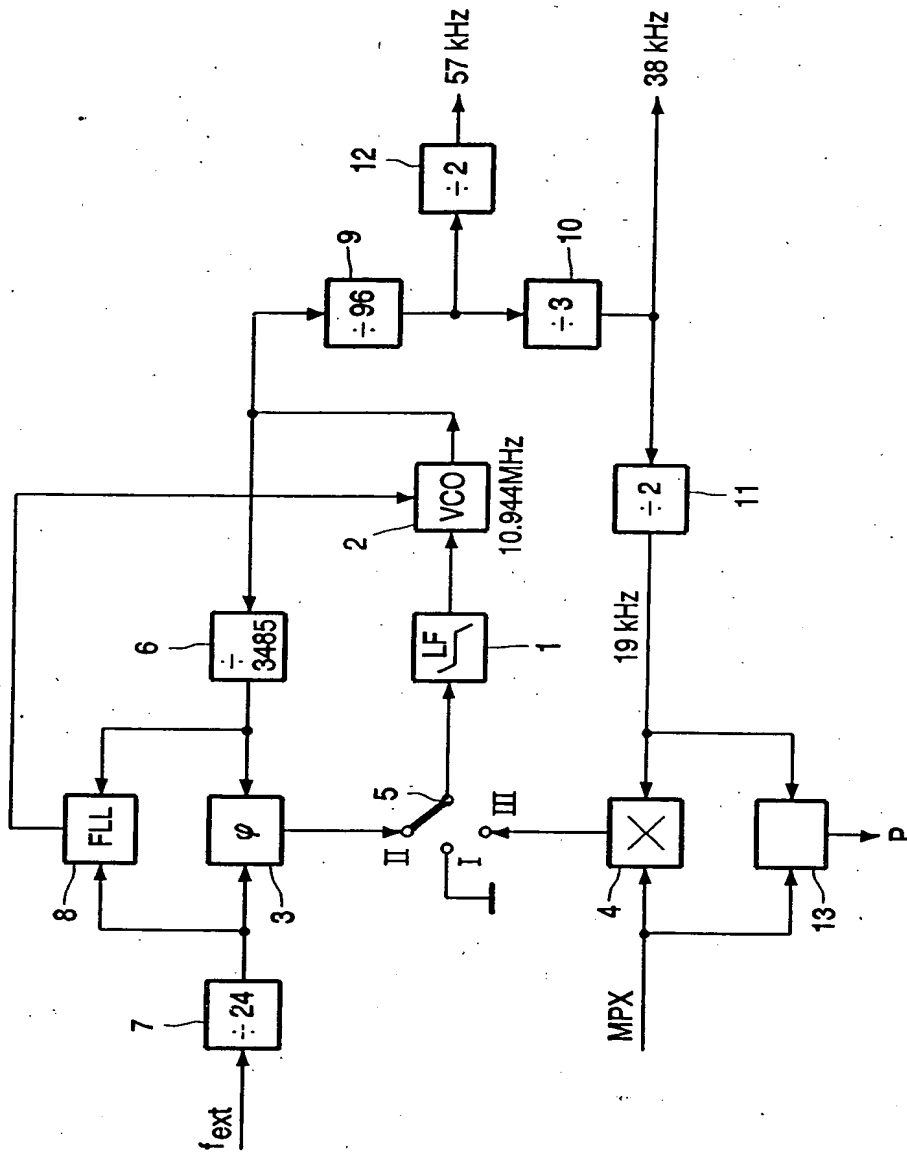 f_ext
7
÷ 24
8
FLL
3
φ
6
÷ 3485
2
VCO
10.944MHz
1
LF
5
II
I
III
9
÷ 96
12
÷ 2
57 kHz
10
÷ 3
38 kHz
11
÷ 2
19 kHz
MPX
4
13
P